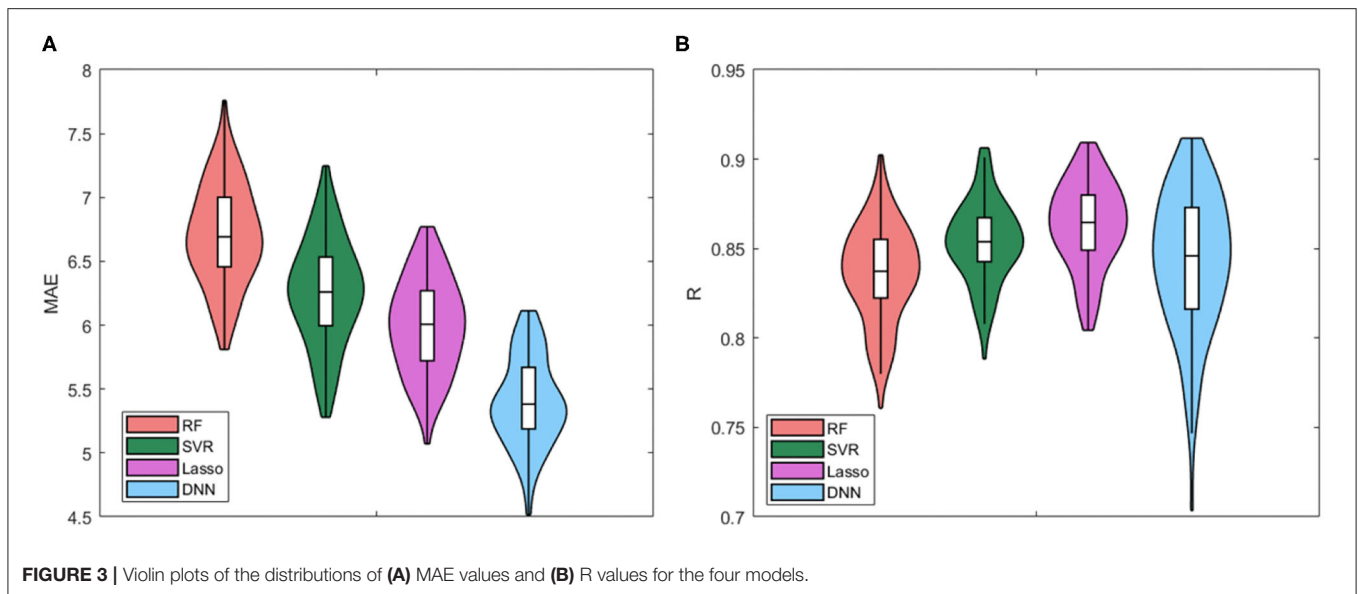 A
8
7.5
7
6.5
6
5.5
5
4.5
MAE
RF
SVR
Lasso
DNN
B
0.95
0.9
0.85
0.8
0.75
0.7
R
RF
SVR
Lasso
DNN
FIGURE 3 | Violin plots of the distributions of (A) MAE values and (B) R values for the four models.